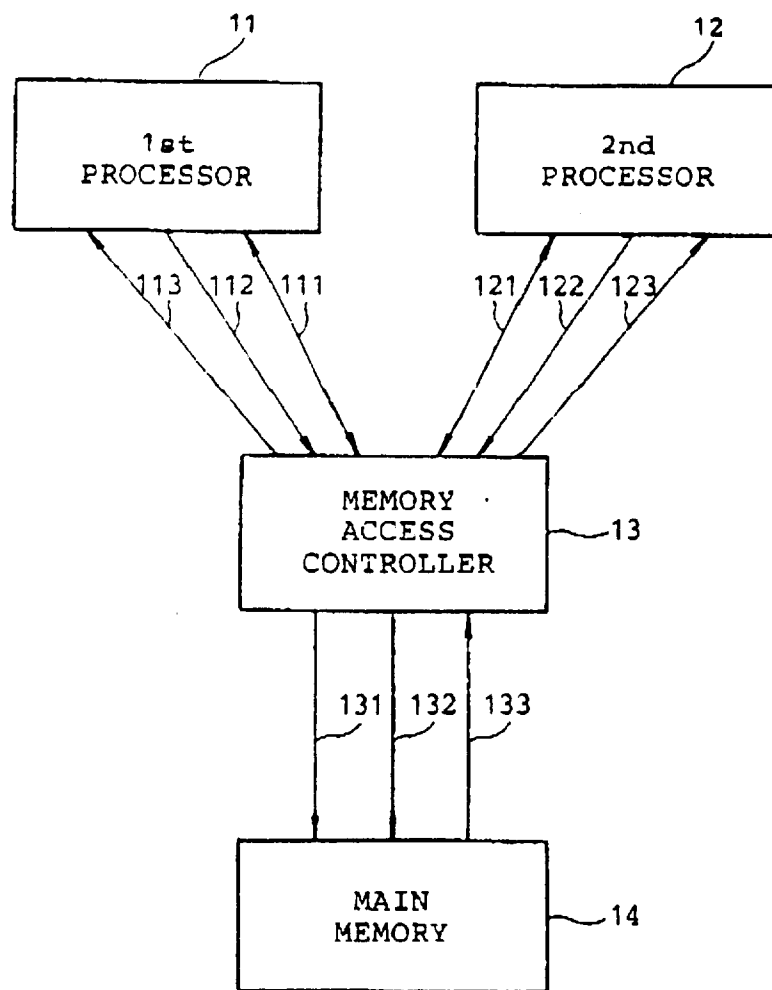 11
12
1st
PROCESSOR
2nd
PROCESSOR
113
112
111
121
122
123
MEMORY
ACCESS
CONTROLLER
13
131
132
133
MAIN
MEMORY
14